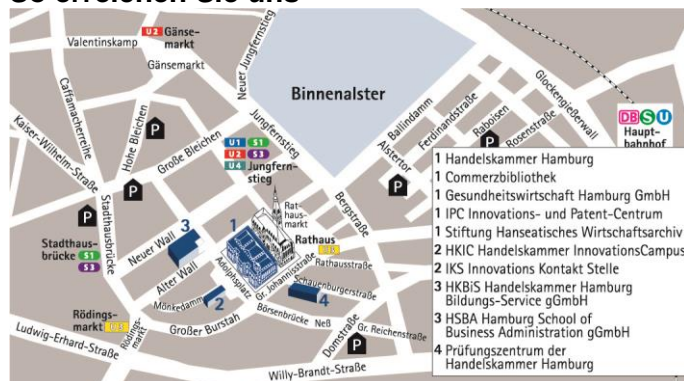 So erreichen Sie uns
U2 Gänse-
markt
Valentinskamp
Gänsemarkt
Neuer Jungfernstieg
Binnenalster
Caffamacherreihe
Kaiser-Wilhelm-Straße
Hohe Bleichen
Große Bleichen
Jungfernstieg
U1 S1
U2 S3
U4 Jungfern-
stieg
Ballindamm
Ferdinandstraße
Raboisen
Rosenstraße
Glockengießerwall
Alstertor
DB S U
Haupt-
bahnhof
P
P
P
P
P
P
Stadthausbrücke
Stadthaus-
brücke S1
S3
Neuer Wall
3
Alter Wall
1
Adolphsplatz
Rat-
haus-
markt
Bergstraße
Rathaus
Rathausstraße
Gr. Johannisstraße
Schauenburgerstraße
4
Mönkedamm
2
Börsenbrücke
Neß
Großer Burstah
Domstraße
Gr. Reichenstraße
Rödings-
markt
Rödings-
markt
Ludwig-Erhard-Straße
Willy-Brandt-Straße
1 Handelskammer Hamburg
1 Commerzbibliothek
1 Gesundheitswirtschaft Hamburg GmbH
1 IPC Innovations- und Patent-Centrum
1 Stiftung Hanseatisches Wirtschaftsarchiv
2 HKIC Handelskammer InnovationsCampus
2 IKS Innovations Kontakt Stelle
3 HKBiS Handelskammer Hamburg
Bildungs-Service gGmbH
3 HSBA Hamburg School of
Business Administration gGmbH
4 Prüfungszentrum der
Handelskammer Hamburg